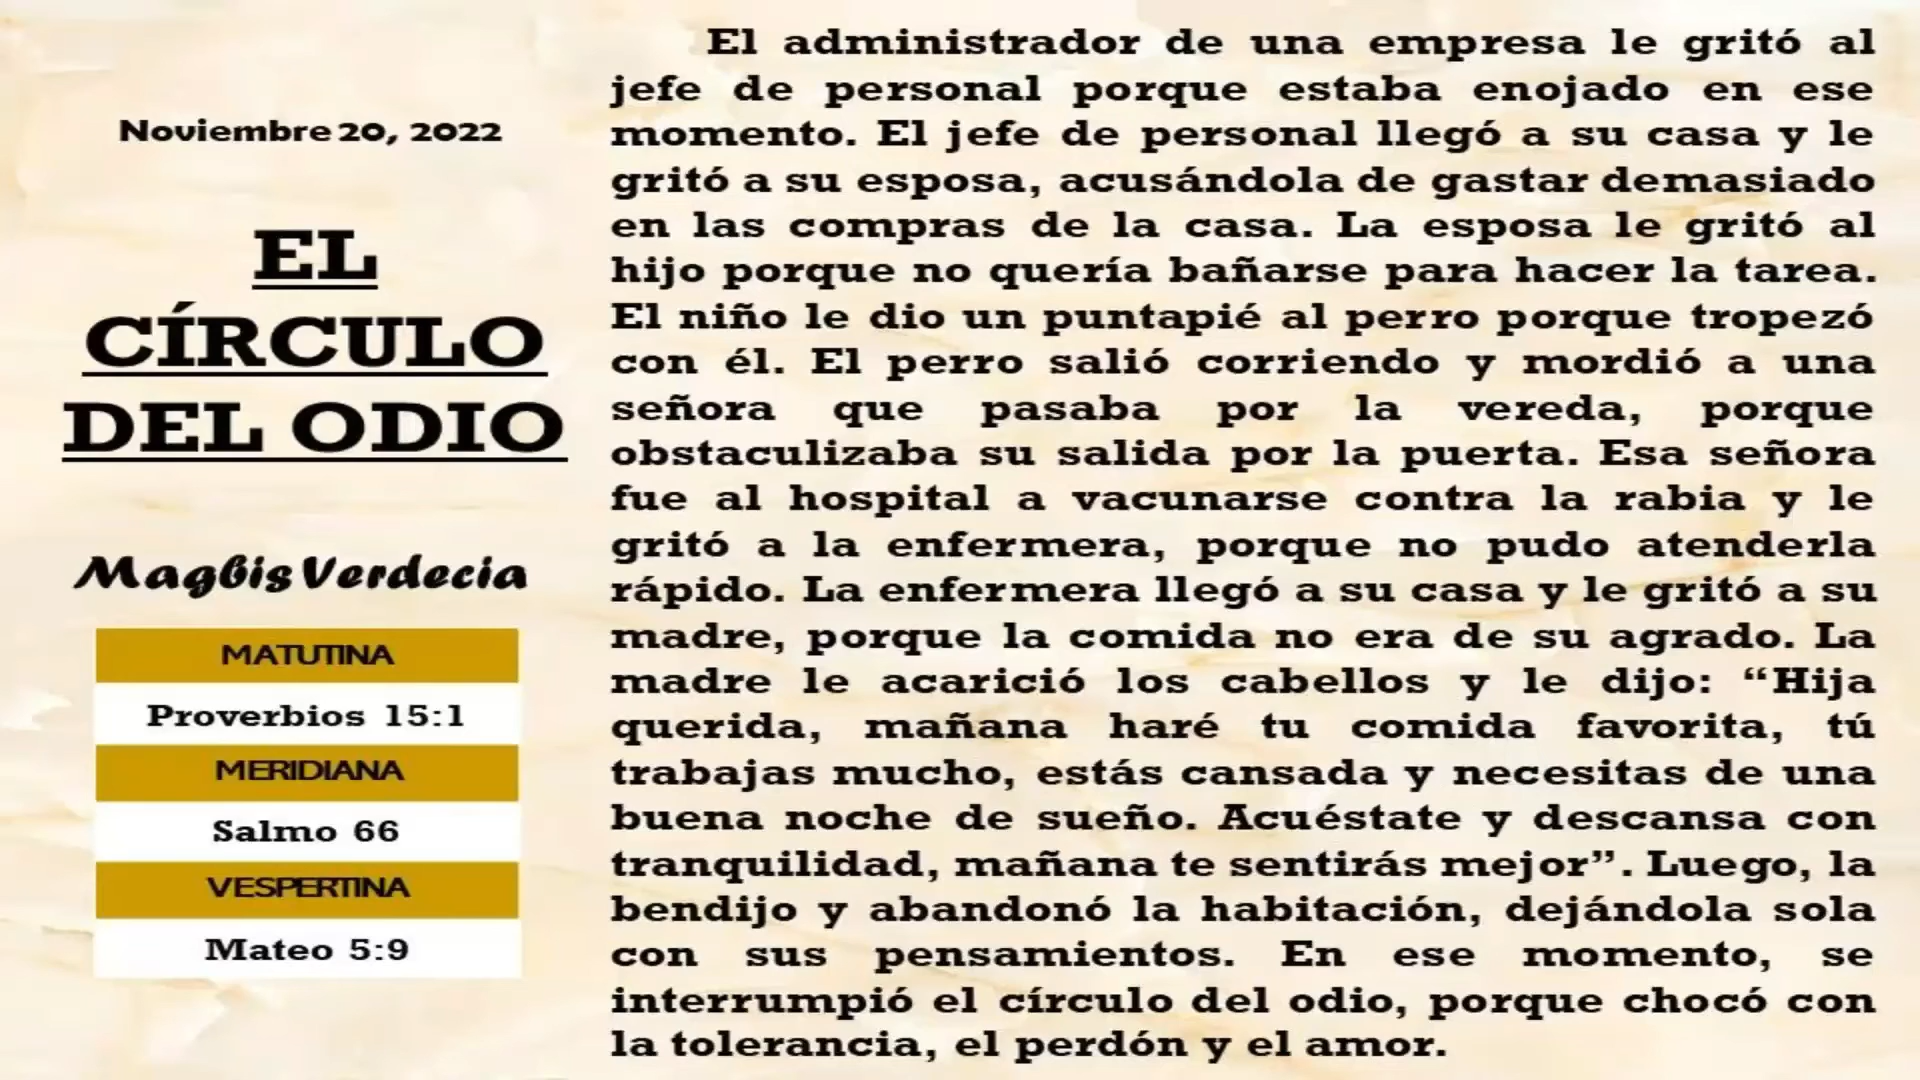 Noviembre 20, 2022
EL
CÍRCULO
DEL ODIO
Magbis Verdecia
MATUTINA
Proverbios 15:1
MERIDIANA
Salmo 66
VESPERTINA
Mateo 5:9
El administrador de una empresa le gritó al
jefe de personal porque estaba enojado en ese
momento. El jefe de personal llegó a su casa y le
gritó a su esposa, acusándola de gastar demasiado
en las compras de la casa. La esposa le gritó al
hijo porque no quería bañarse para hacer la tarea.
El niño le dio un puntapié al perro porque tropezó
con él. El perro salió corriendo y mordió a una
señora que pasaba por la vereda, porque
obstaculizaba su salida por la puerta. Esa señora
fue al hospital a vacunarse contra la rabia y le
gritó a la enfermera, porque no pudo atenderla
rápido. La enfermera llegó a su casa y le gritó a su
madre, porque la comida no era de su agrado. La
madre le acarició los cabellos y le dijo: “Hija
querida, mañana haré tu comida favorita, tú
trabajas mucho, estás cansada y necesitas de una
buena noche de sueño. Acuéstate y descansa con
tranquilidad, mañana te sentirás mejor”. Luego, la
bendijo y abandonó la habitación, dejándola sola
con sus pensamientos. En ese momento, se
interrumpió el círculo del odio, porque chocó con
la tolerancia, el perdón y el amor.